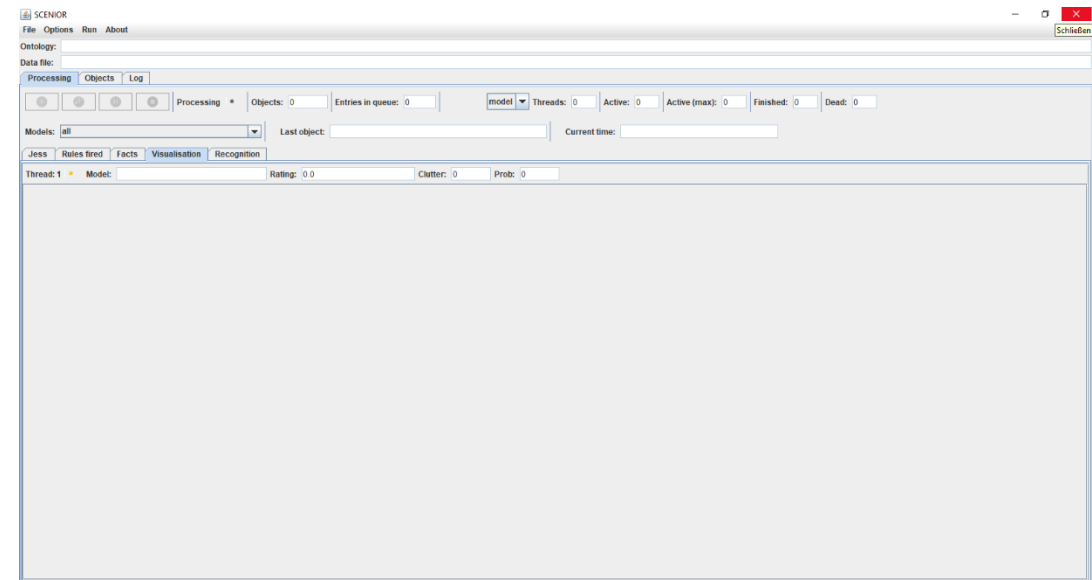 SCENIOR
File Options Run About
Schließen
Ontology:
Data file:
Processing Objects Log
Processing Objects: 0 Entries in queue: 0 model Threads: 0 Active: 0 Active (max): 0 Finished: 0 Dead: 0
Models: all Last object: Current time:
Jess Rules fired Facts Visualisation Recognition
Thread: 1 Model: Rating: 0.0 Clutter: 0 Prob: 0